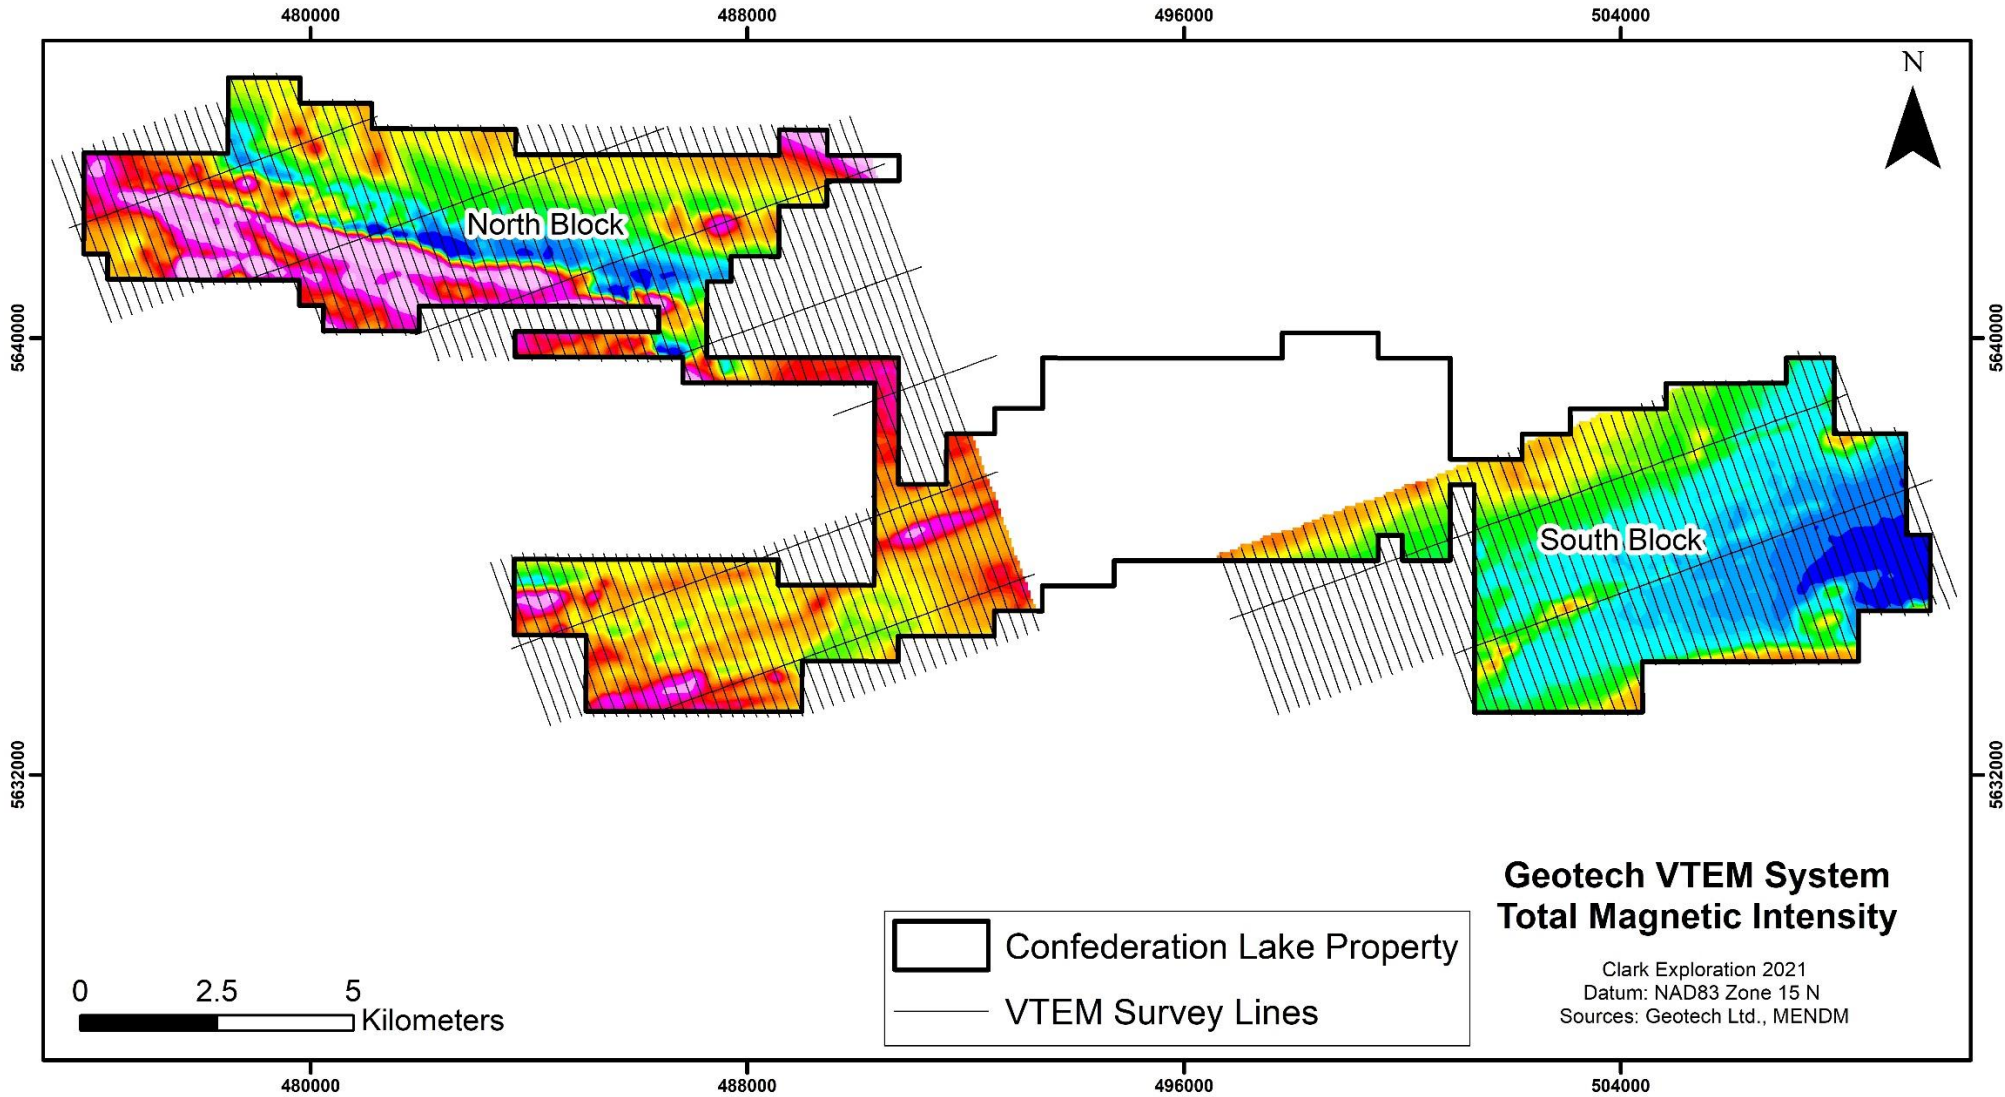 480000
488000
496000
504000
N
North Block
5640000
5640000
South Block
5632000
5632000
Geotech VTEM System
Total Magnetic Intensity
Confederation Lake Property
VTEM Survey Lines
Clark Exploration 2021
Datum: NAD83 Zone 15 N
Sources: Geotech Ltd., MENDM
0 2.5 5
Kilometers
480000
488000
496000
504000